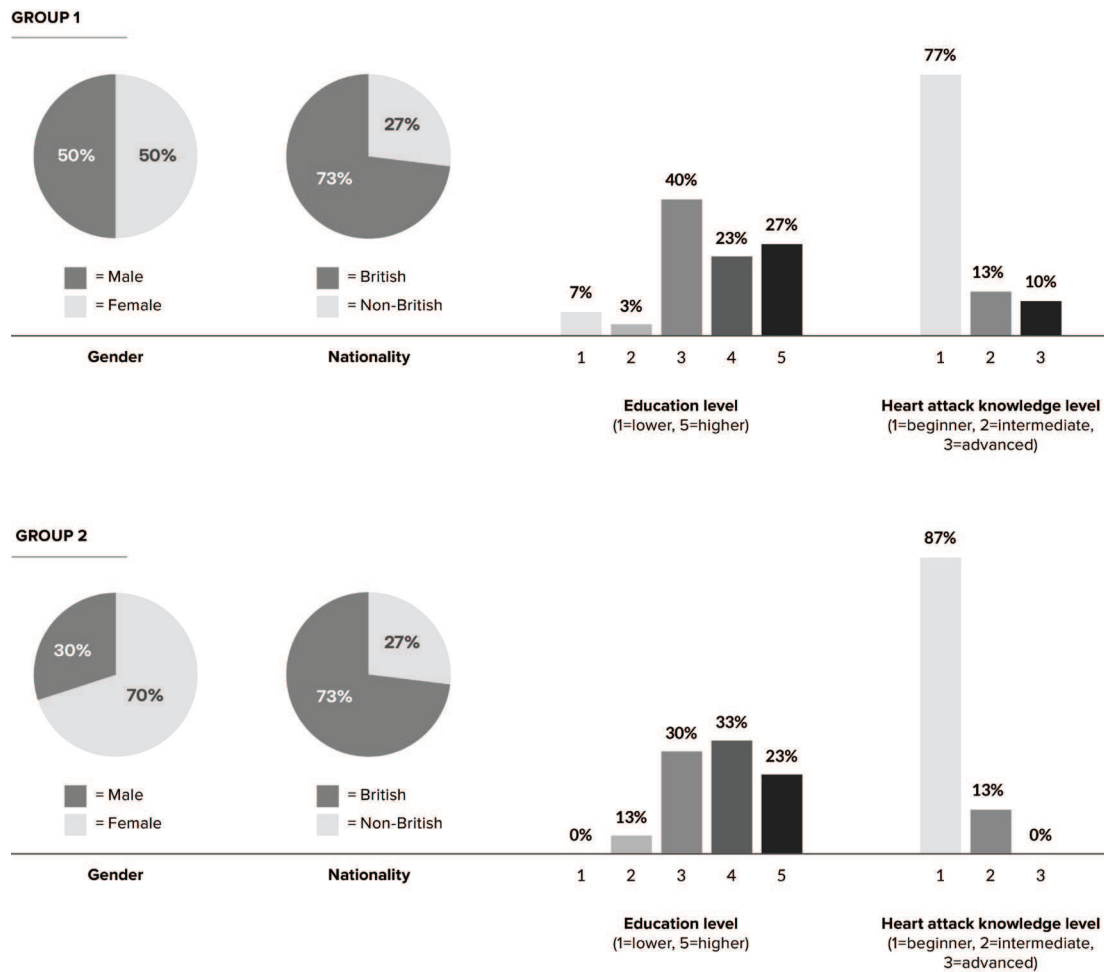 GROUP 1
50% 50%
27%
73%
= Male
= Female
= British
= Non-British
Gender
Nationality
7% 3% 40% 23% 27%
1 2 3 4 5
Education level
(1=lower, 5=higher)
77% 13% 10%
1 2 3
Heart attack knowledge level
(1=beginner, 2=intermediate,
3=advanced)
GROUP 2
30%
70%
27%
73%
= Male
= Female
= British
= Non-British
Gender
Nationality
0% 13% 30% 33% 23%
1 2 3 4 5
Education level
(1=lower, 5=higher)
87% 13% 0%
1 2 3
Heart attack knowledge level
(1=beginner, 2=intermediate,
3=advanced)